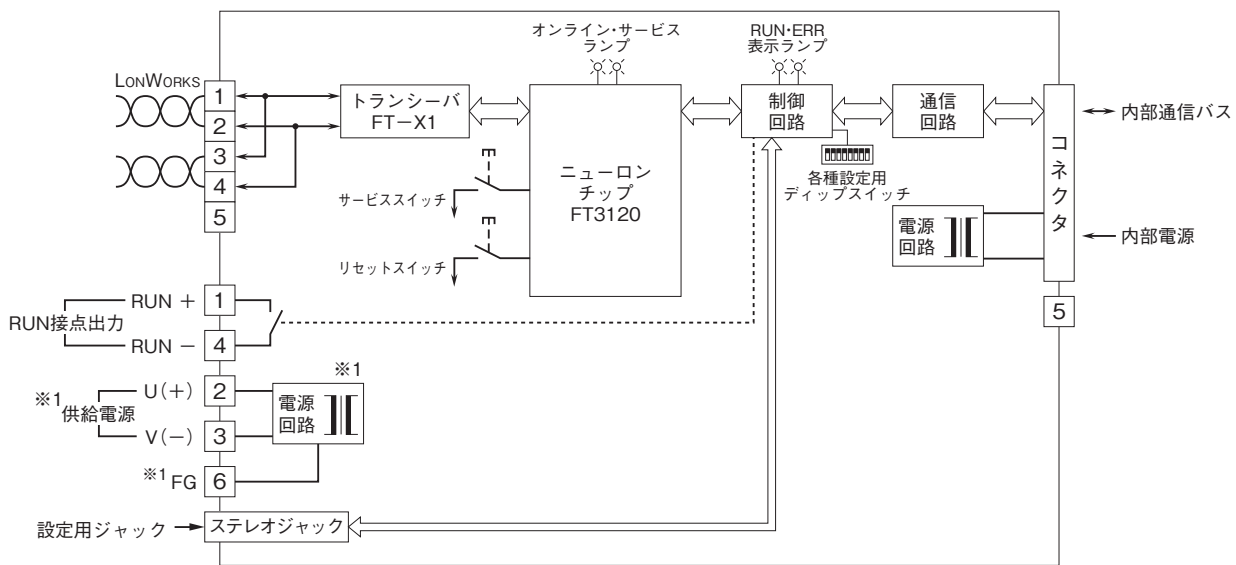 オンライン・サービス
ランプ
RUN・ERR
表示ランプ
LONWORKS
1
2
3
4
5
トランシーバ
FT－X1
ニューロン
チップ
FT3120
制御
回路
通信
回路
コネクタ
内部通信バス
各種設定用
ディップスイッチ
サービススイッチ
リセットスイッチ
電源
回路
内部電源
5
RUN接点出力
RUN ＋
1
RUN －
4
※1
供給電源
U(＋)
2
V(－)
3
※1
電源
回路
※1 FG
6
設定用ジャック
ステレオジャック